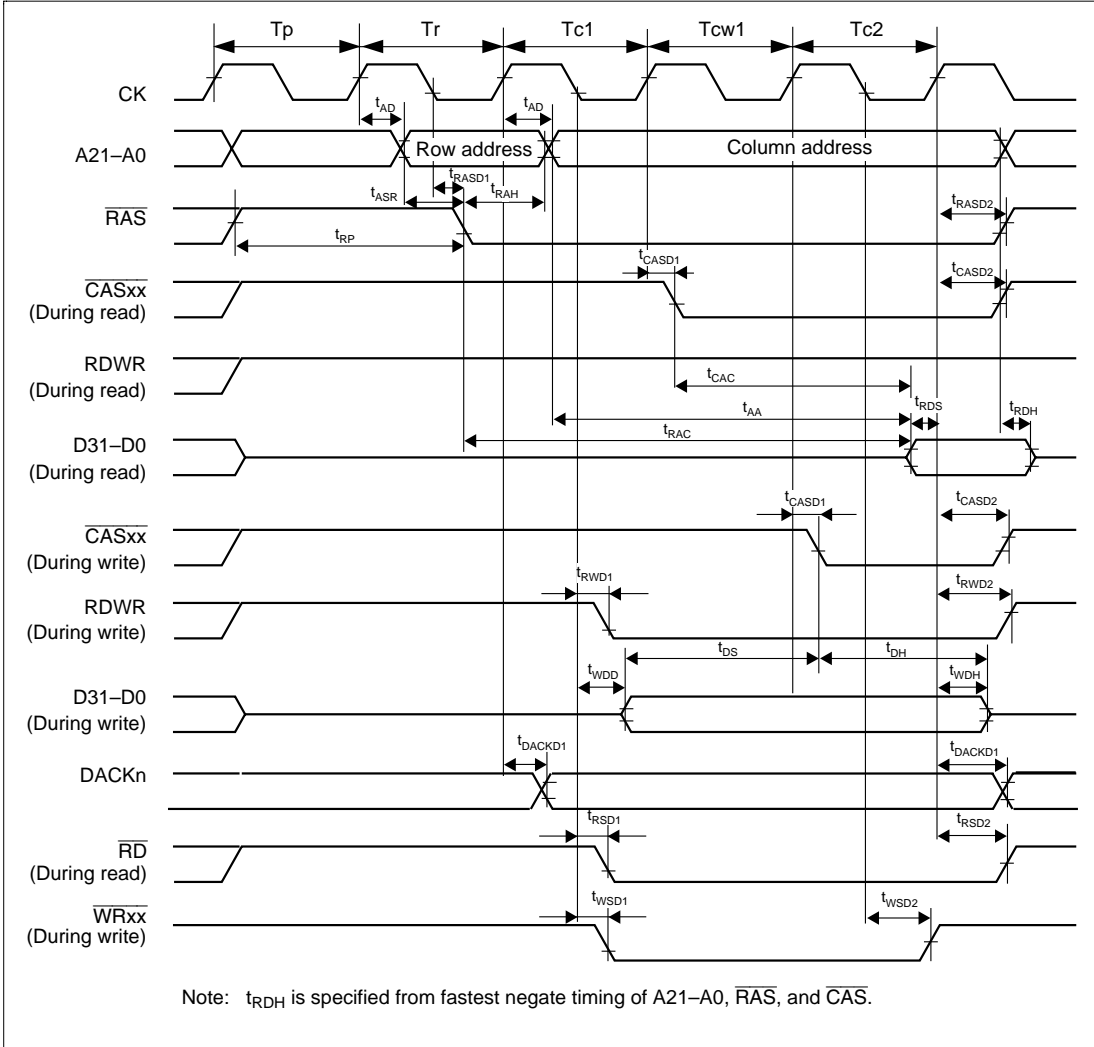 Tp Tr Tc1 Tcw1 Tc2
CK
tAD tAD
A21–A0 Row address Column address
tRASD1
tASR tRAH tRASD2
RAS
tRP
tCASD1 tCASD2
CASxx
(During read)
RDWR
(During read)
tCAC
tAA tRDS tRDH
tRAC
D31–D0
(During read)
tCASD1 tCASD2
CASxx
(During write)
tRWD1 tRWD2
RDWR
(During write)
tDS tDH
tWDD tWDH
D31–D0
(During write)
tDACKD1 tDACKD1
DACKn
tRSD1 tRSD2
RD
(During read)
tWSD1 tWSD2
WRxx
(During write)
Note: tRDH is specified from fastest negate timing of A21–A0, RAS, and CAS.